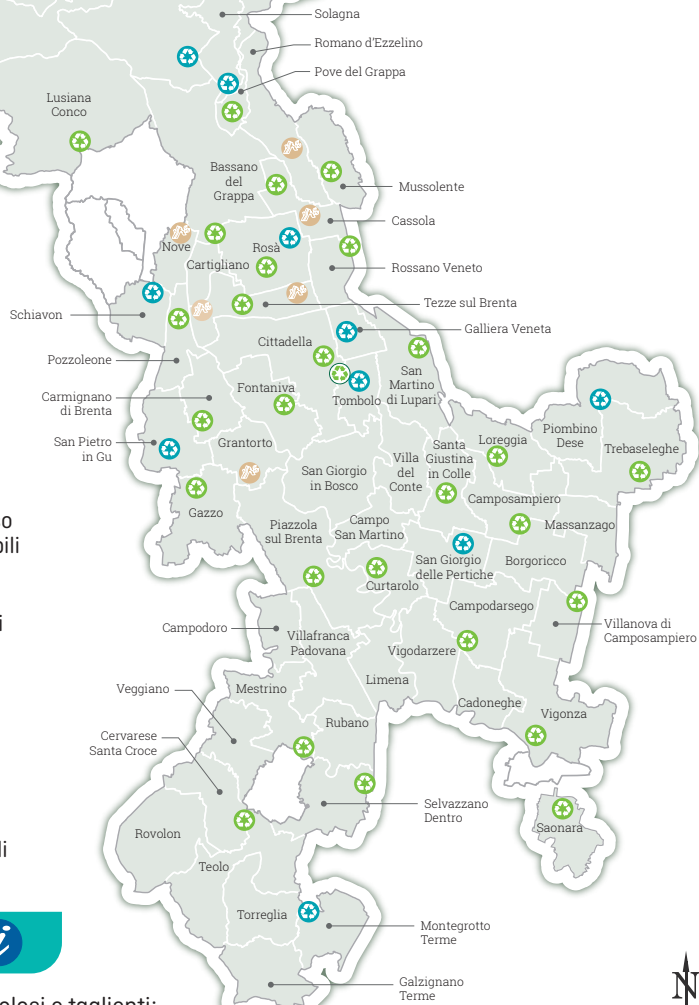 Solagna
Romano d'Ezzelino
Pove del Grappa
Lusiana
Conco
Bassano
del
Grappa
Mussolente
Cassola
Nove
Rosà
Cartigliano
Rossano Veneto
Tezze sul Brenta
Schiavon
Galliera Veneta
Cittadella
Pozzoleone
San
Martino
di Lupari
Fontaniva
Tombolo
Carmignano
di Brenta
Piombino
Dese
San Pietro
in Gu
Grantorto
Loreggia
Santa
Giustina
in Colle
Trebaseleghe
Villa
del
Conte
San Giorgio
in Bosco
Camposampiero
Gazzo
Campo
San Martino
Massanzago
Piazzola
sul Brenta
San Giorgio
delle Pertiche
Borgoricco
Curtarolo
Campodarsego
Campodoro
Villafranca
Padovana
Villanova di
Camposampiero
Vigodarzere
Limena
Veggiano
Mestrino
Cadoneghe
Vigonza
Rubano
Cervarese
Santa Croce
Selvazzano
Dentro
Rovolon
Saonara
Teolo
Torreglia
Montegrotto
Terme
Galzignano
Terme
N
i